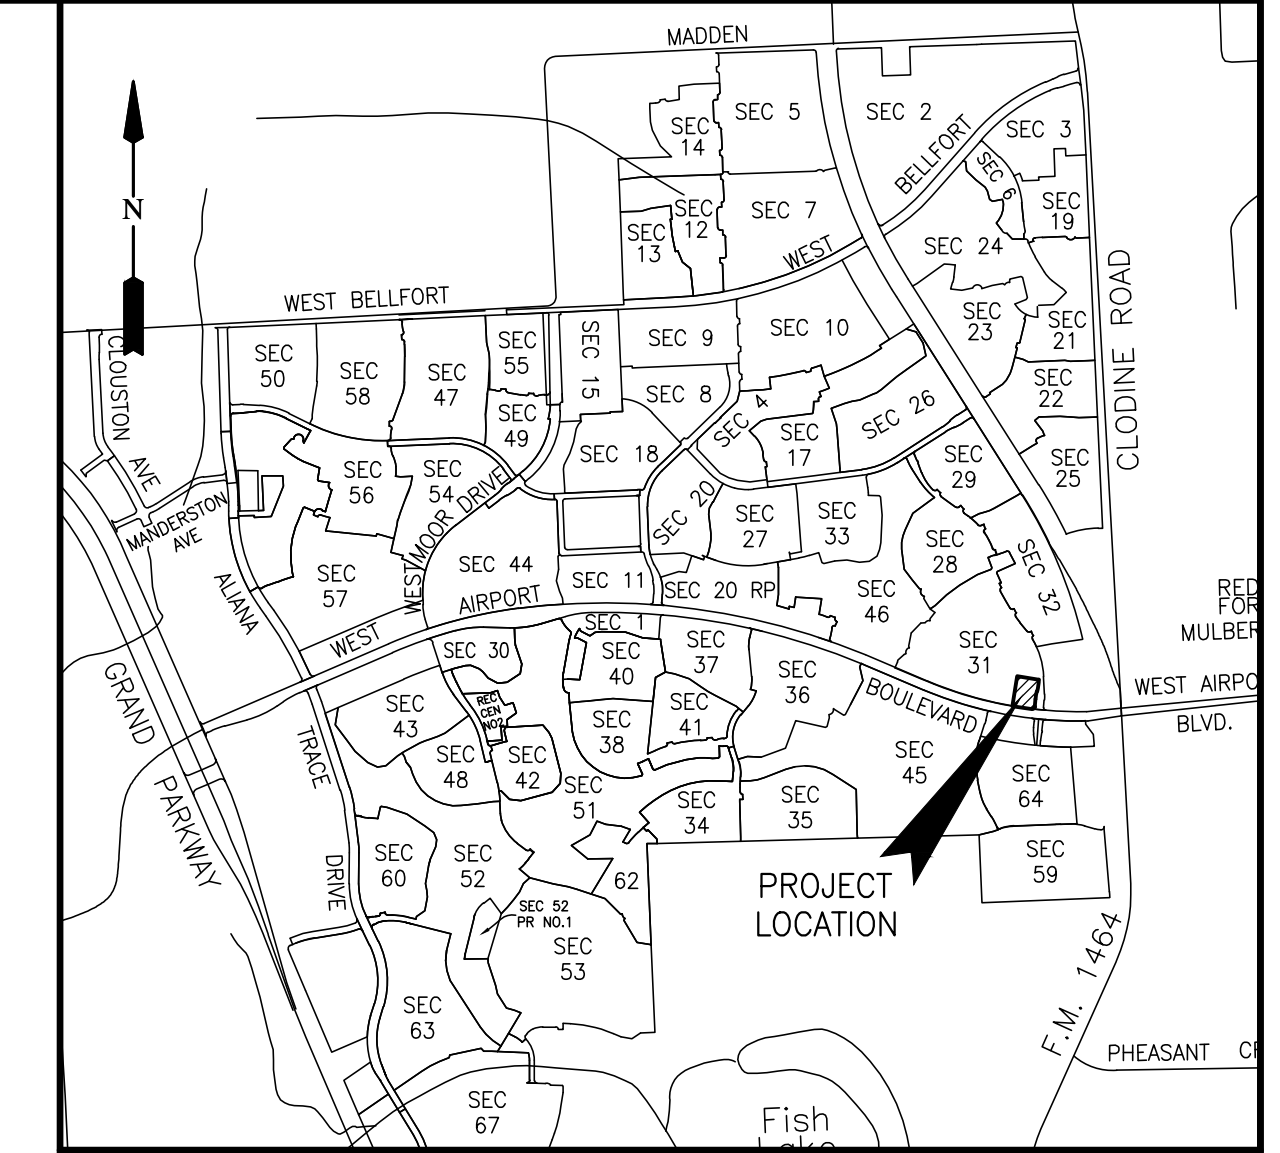 MADDEN
SEC 5
SEC 2
SEC 3
SEC
14
BELLFORT
SEC 6
SEC
19
N
SEC
12
SEC 7
SEC
13
SEC 24
WEST
CLODINE ROAD
WEST BELLFORT
SEC
23
SEC
21
SEC 10
SEC 9
SEC 15
SEC
55
CLOUSTON AVE
SEC
50
SEC
58
SEC
47
SEC 8
SEC
22
SEC 4
SEC 26
SEC
49
SEC
17
SEC 18
SEC
29
SEC
25
SEC
56
SEC
54
WESTMOOR DRIVE
MANDERSTON
AVE
SEC 20
SEC
27
SEC
33
SEC
28
SEC 32
SEC 44
SEC
57
SEC 11
SEC 20 RP
SEC
46
ALIANA
RED
FOR
MULBER
WEST
AIRPORT
SEC 1
SEC 30
SEC
40
SEC
37
SEC
31
SEC
36
BOULEVARD
WEST AIRPO
BLVD.
GRAND
REC
CEN
NO2
SEC
43
SEC
41
SEC
38
TRACE
SEC
48
SEC
42
SEC
51
SEC
45
SEC
64
PARKWAY
SEC
34
SEC
35
SEC
60
SEC
52
SEC
59
DRIVE
62
PROJECT
LOCATION
SEC 52
PR NO.1
SEC
53
F.M. 1464
SEC
63
PHEASANT
SEC
67
Fish
Lake